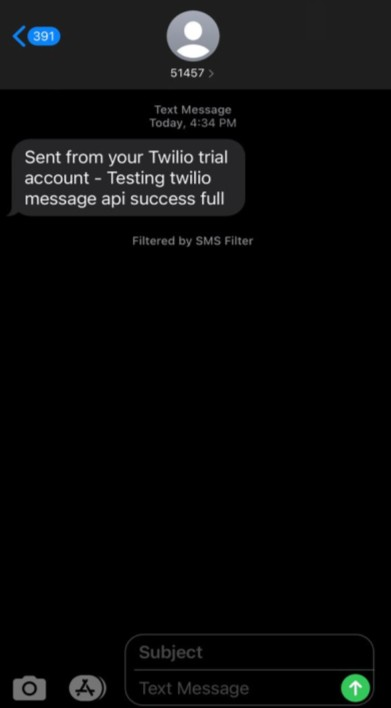 391
51457
Text Message
Today, 4:34 PM
Sent from your Twilio trial
account - Testing twilio
message api success full
Filtered by SMS Filter
Subject
Text Message